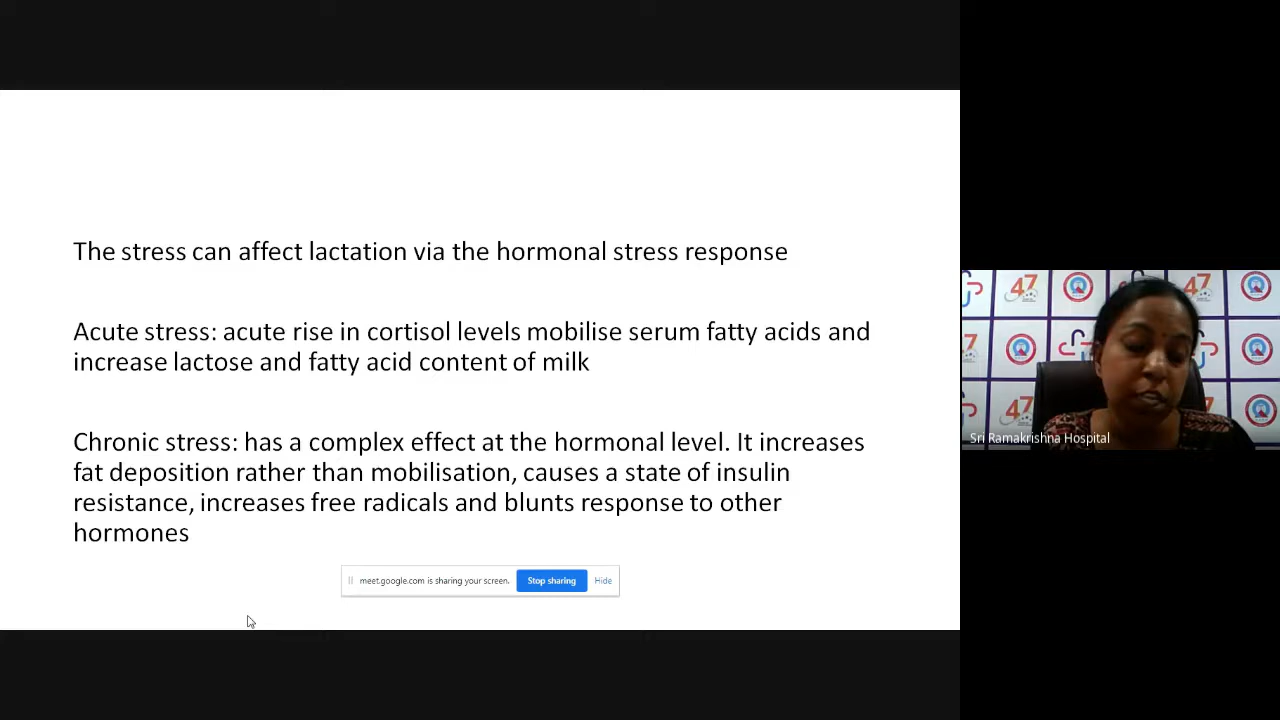 The stress can affect lactation via the hormonal stress response
Acute stress: acute rise in cortisol levels mobilise serum fatty acids and
increase lactose and fatty acid content of milk
Chronic stress: has a complex effect at the hormonal level. It increases
fat deposition rather than mobilisation, causes a state of insulin
resistance, increases free radicals and blunts response to other
hormones
meet.google.com is sharing your screen.
Stop sharing
Hide
47
47
47
Sri Ramakrishna Hospital